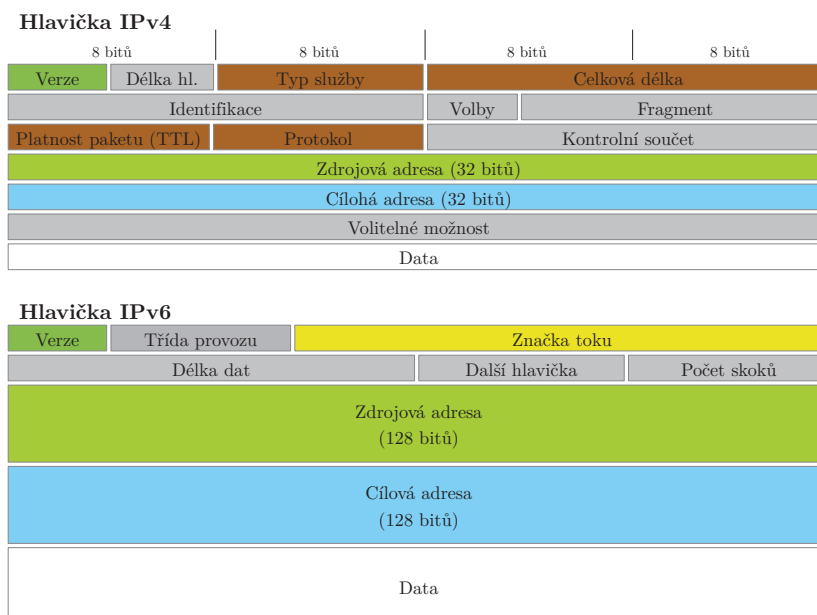 Hlavička IPv4
8 bitů 8 bitů 8 bitů 8 bitů
Verze Délka hl. Typ služby Celková délka
Identifikace Volby Fragment
Platnost paketu (TTL) Protokol Kontrolní součet
Zdrojová adresa (32 bitů)
Cílohá adresa (32 bitů)
Volitelné možnost
Data
Hlavička IPv6
Verze Třída provozu Značka toku
Délka dat Další hlavička Počet skoků
Zdrojová adresa
(128 bitů)
Cílová adresa
(128 bitů)
Data